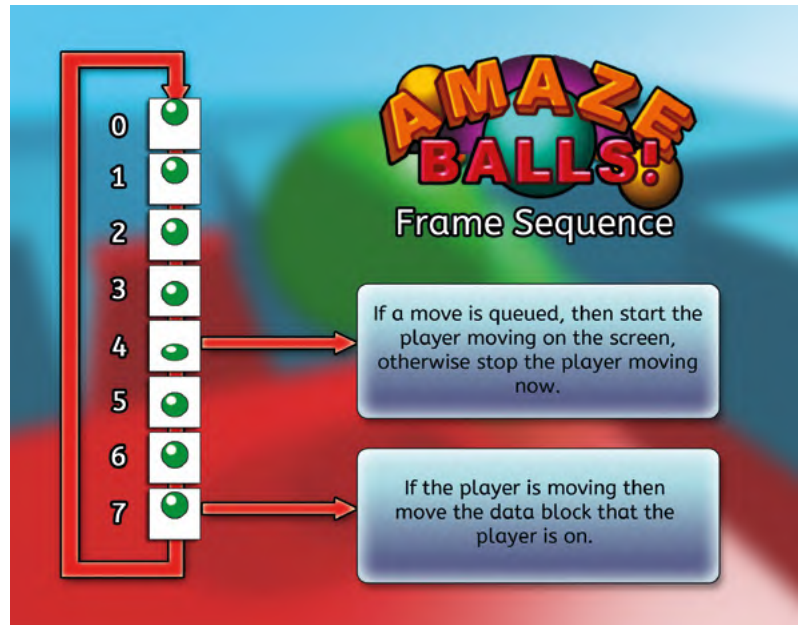 AMAZE
BALLS!
Frame Sequence
0
1
2
3
4
5
6
7
If a move is queued, then start the
player moving on the screen,
otherwise stop the player moving
now.
If the player is moving then
move the data block that the
player is on.